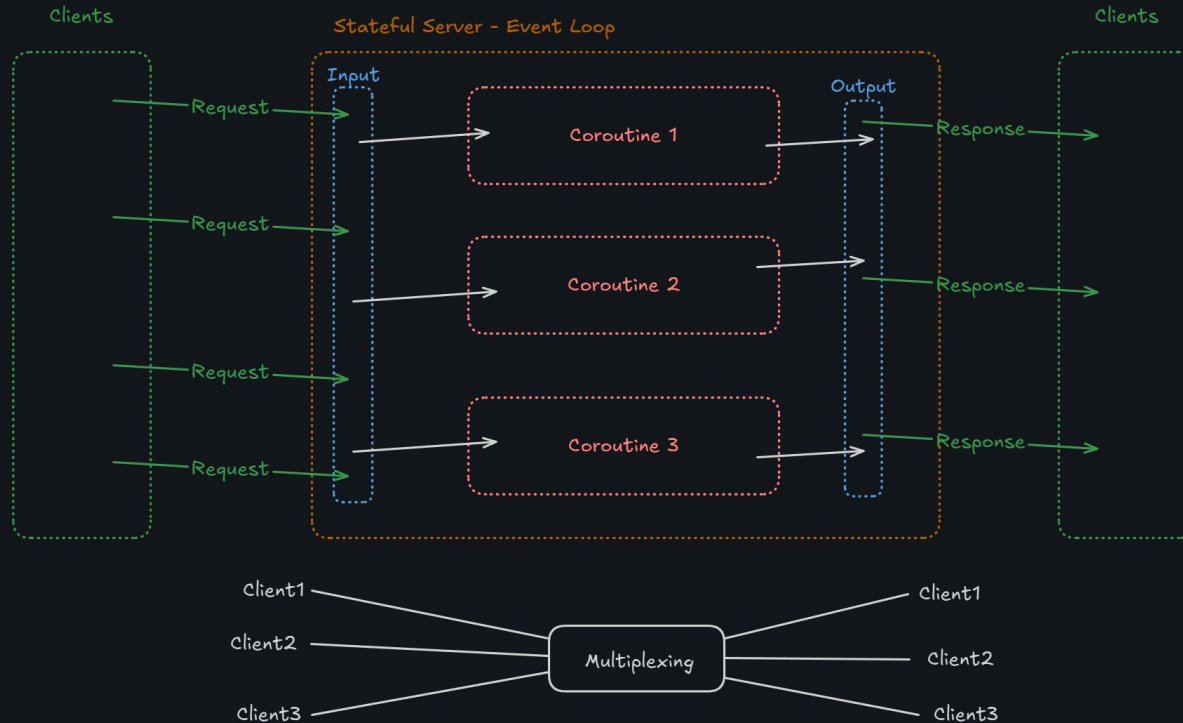 Clients
Stateful Server - Event Loop
Clients
Input
Output
Request
Coroutine 1
Response
Request
Coroutine 2
Response
Request
Coroutine 3
Response
Request
Client1
Client1
Client2
Multiplexing
Client2
Client3
Client3